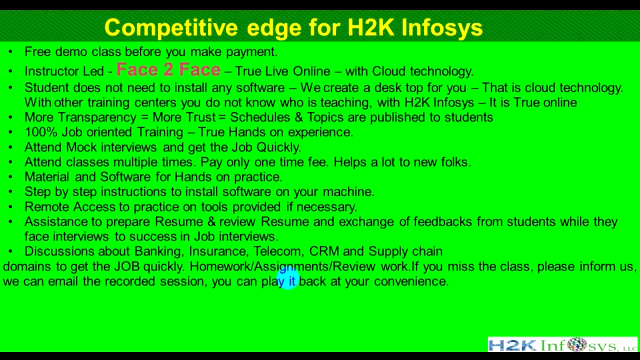 Competitive edge for H2K Infosys
• Free demo class before you make payment.
• Instructor Led - Face 2 Face – True Live Online – with Cloud technology.
• Student does not need to install any software – We create a desk top for you – That is cloud technology.
With other training centers you do not know who is teaching, with H2K Infosys – It is True online
• More Transparency = More Trust = Schedules & Topics are published to students
• 100% Job oriented Training – True Hands on experience.
• Attend Mock interviews and get the Job Quickly.
• Attend classes multiple times. Pay only one time fee. Helps a lot to new folks.
• Material and Software for Hands on practice.
• Step by step instructions to install software on your machine.
• Remote Access to practice on tools provided if necessary.
• Assistance to prepare Resume & review Resume and exchange of feedbacks from students while they
face interviews to success in Job interviews.
• Discussions about Banking, Insurance, Telecom, CRM and Supply chain
domains to get the JOB quickly. Homework/Assignments/Review work.If you miss the class, please inform us,
we can email the recorded session, you can play it back at your convenience.
H2K Infosys, LLC